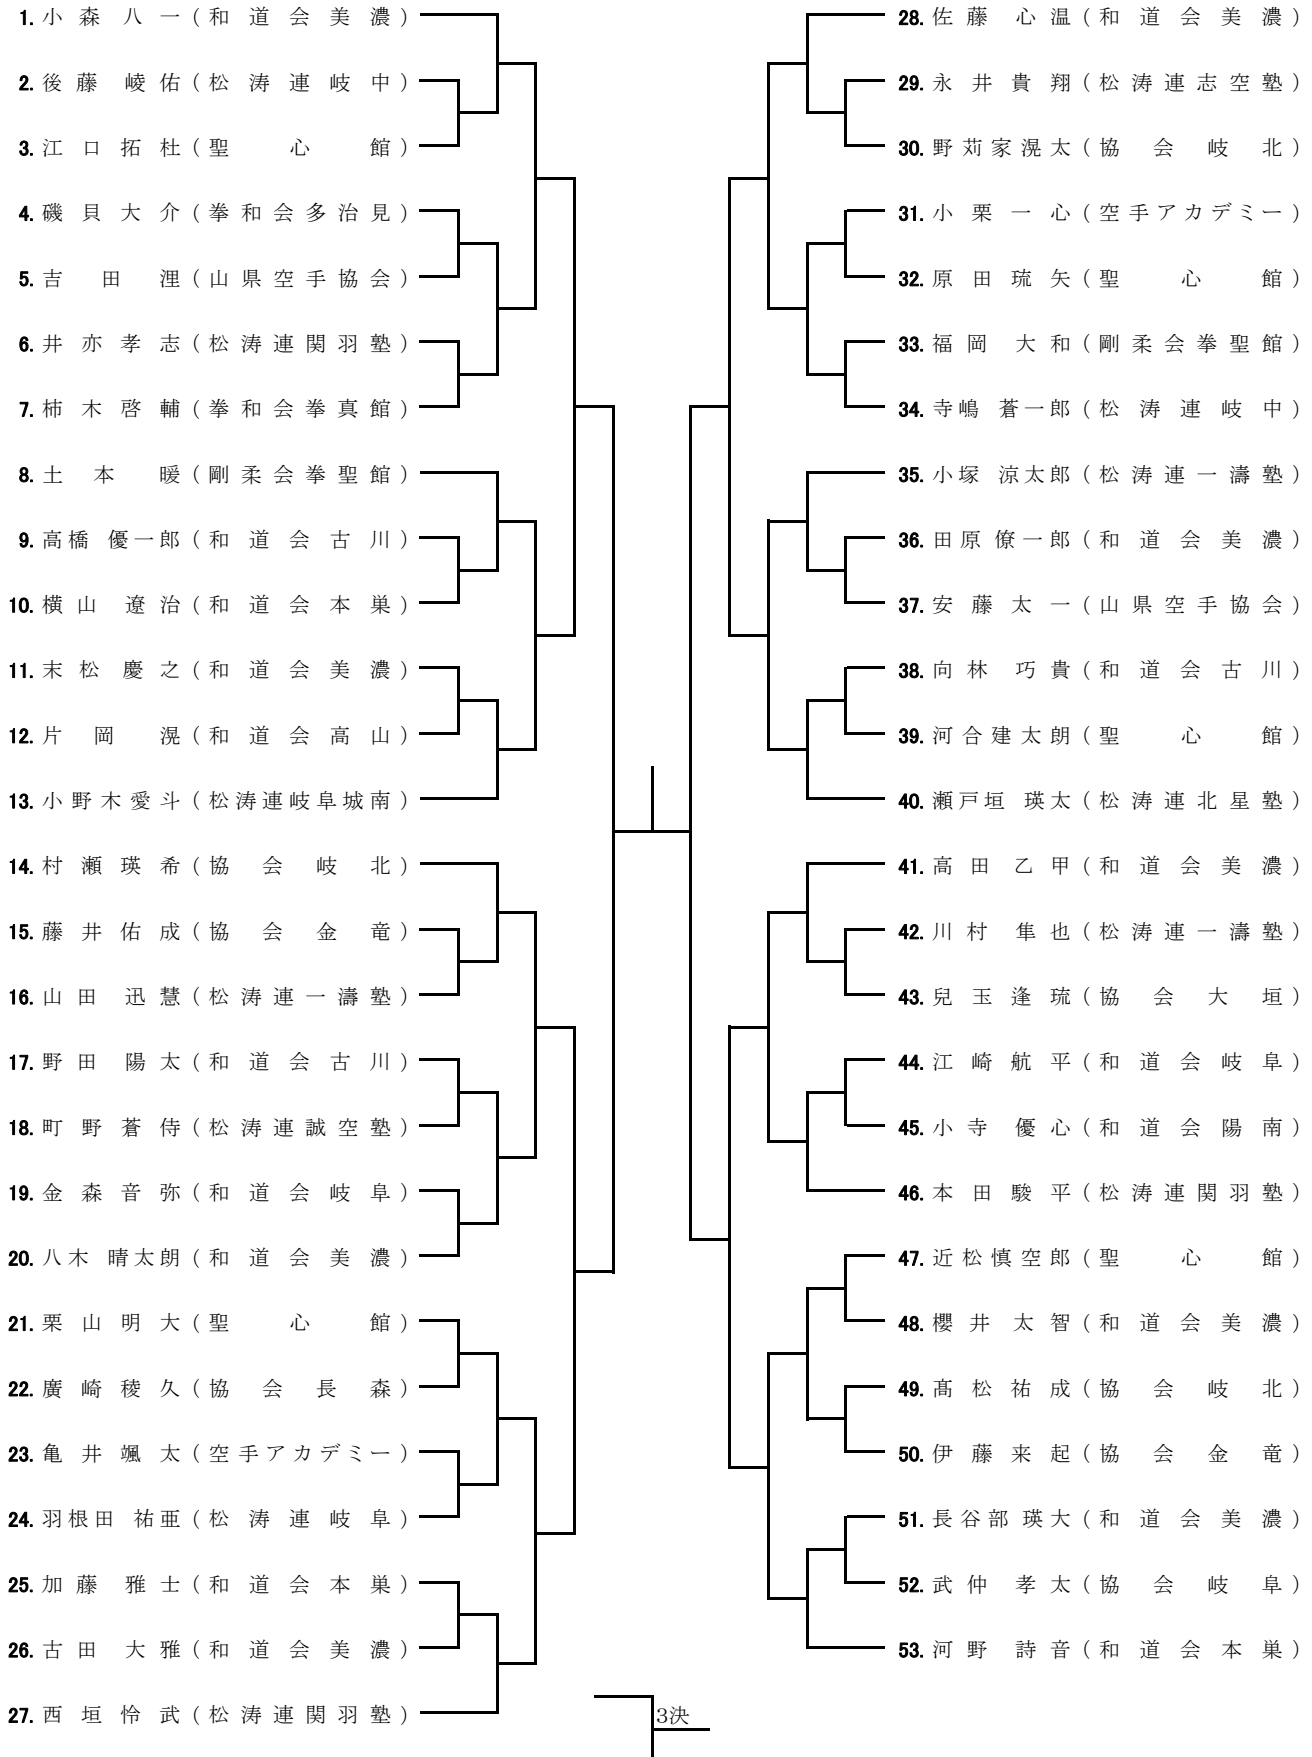 1. 小森八一(和道会美濃)
2. 後藤崚佑(松涛連岐中)
3. 江口拓杜(聖心館)
4. 磯貝大介(拳和会多治見)
5. 吉田浬(山県空手協会)
6. 井亦孝志(松涛連関羽塾)
7. 柿木啓輔(拳和会拳真館)
8. 土本暖(剛柔会拳聖館)
9. 高橋優一郎(和道会古川)
10. 横山遼治(和道会本巣)
11. 末松慶之(和道会美濃)
12. 片岡滉(和道会高山)
13. 小野木愛斗(松涛連岐阜城南)
14. 村瀬瑛希(協会岐北)
15. 藤井佑成(協会金竜)
16. 山田迅慧(松涛連一濤塾)
17. 野田陽太(和道会古川)
18. 町野蒼侍(松涛連誠空塾)
19. 金森音弥(和道会岐阜)
20. 八木晴太朗(和道会美濃)
21. 栗山明大(聖心館)
22. 廣崎稜久(協会長森)
23. 亀井颯太(空手アカデミー)
24. 羽根田祐亜(松涛連岐阜)
25. 加藤雅士(和道会本巣)
26. 古田大雅(和道会美濃)
27. 西垣怜武(松涛連関羽塾)
28. 佐藤心温(和道会美濃)
29. 永井貴翔(松涛連志空塾)
30. 野苅家滉太(協会岐北)
31. 小栗一心(空手アカデミー)
32. 原田琉矢(聖心館)
33. 福岡大和(剛柔会拳聖館)
34. 寺嶋蒼一郎(松涛連岐中)
35. 小塚涼太郎(松涛連一濤塾)
36. 田原僚一郎(和道会美濃)
37. 安藤太一(山県空手協会)
38. 向林巧貴(和道会古川)
39. 河合建太朗(聖心館)
40. 瀬戸垣瑛太(松涛連北星塾)
41. 高田乙甲(和道会美濃)
42. 川村隼也(松涛連一濤塾)
43. 兒玉逢琉(協会大垣)
44. 江崎航平(和道会岐阜)
45. 小寺優心(和道会陽南)
46. 本田駿平(松涛連関羽塾)
47. 近松慎空郎(聖心館)
48. 櫻井太智(和道会美濃)
49. 髙松祐成(協会岐北)
50. 伊藤来起(協会金竜)
51. 長谷部瑛大(和道会美濃)
52. 武仲孝太(協会岐阜)
53. 河野詩音(和道会本巣)
3決